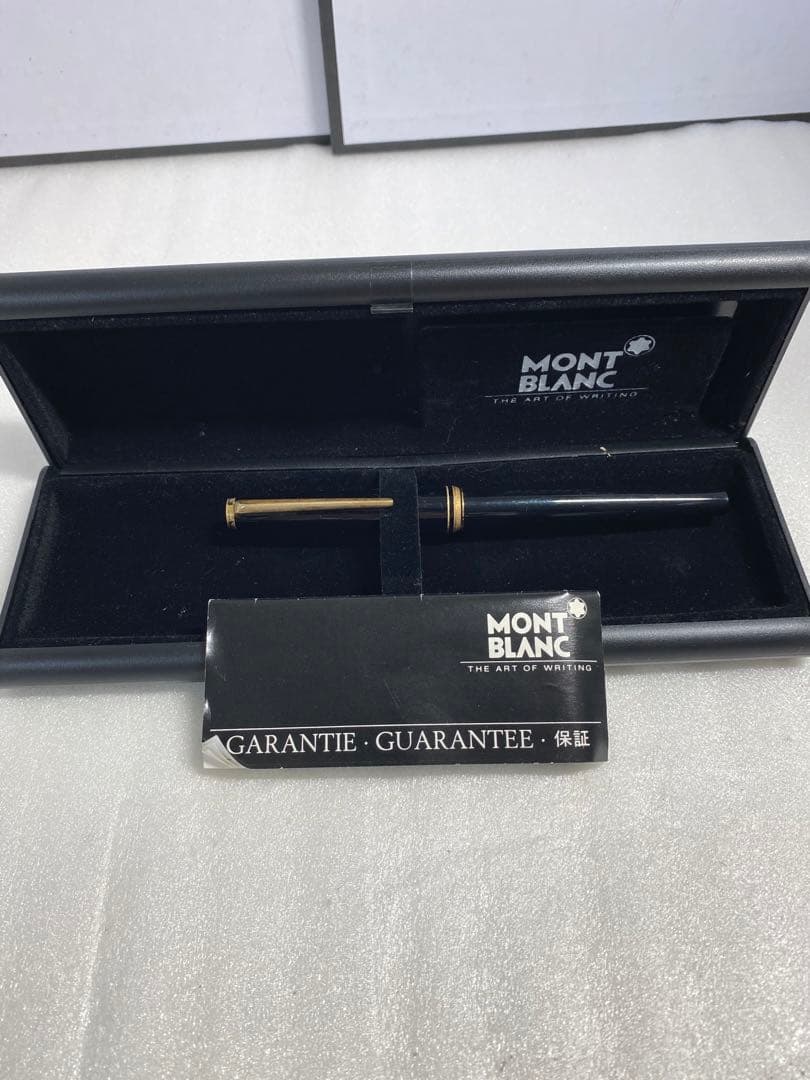 MONT
BLANC
THE ART OF WRITING
MONT
BLANC
THE ART OF WRITING
GARANTIE · GUARANTEE · 保証